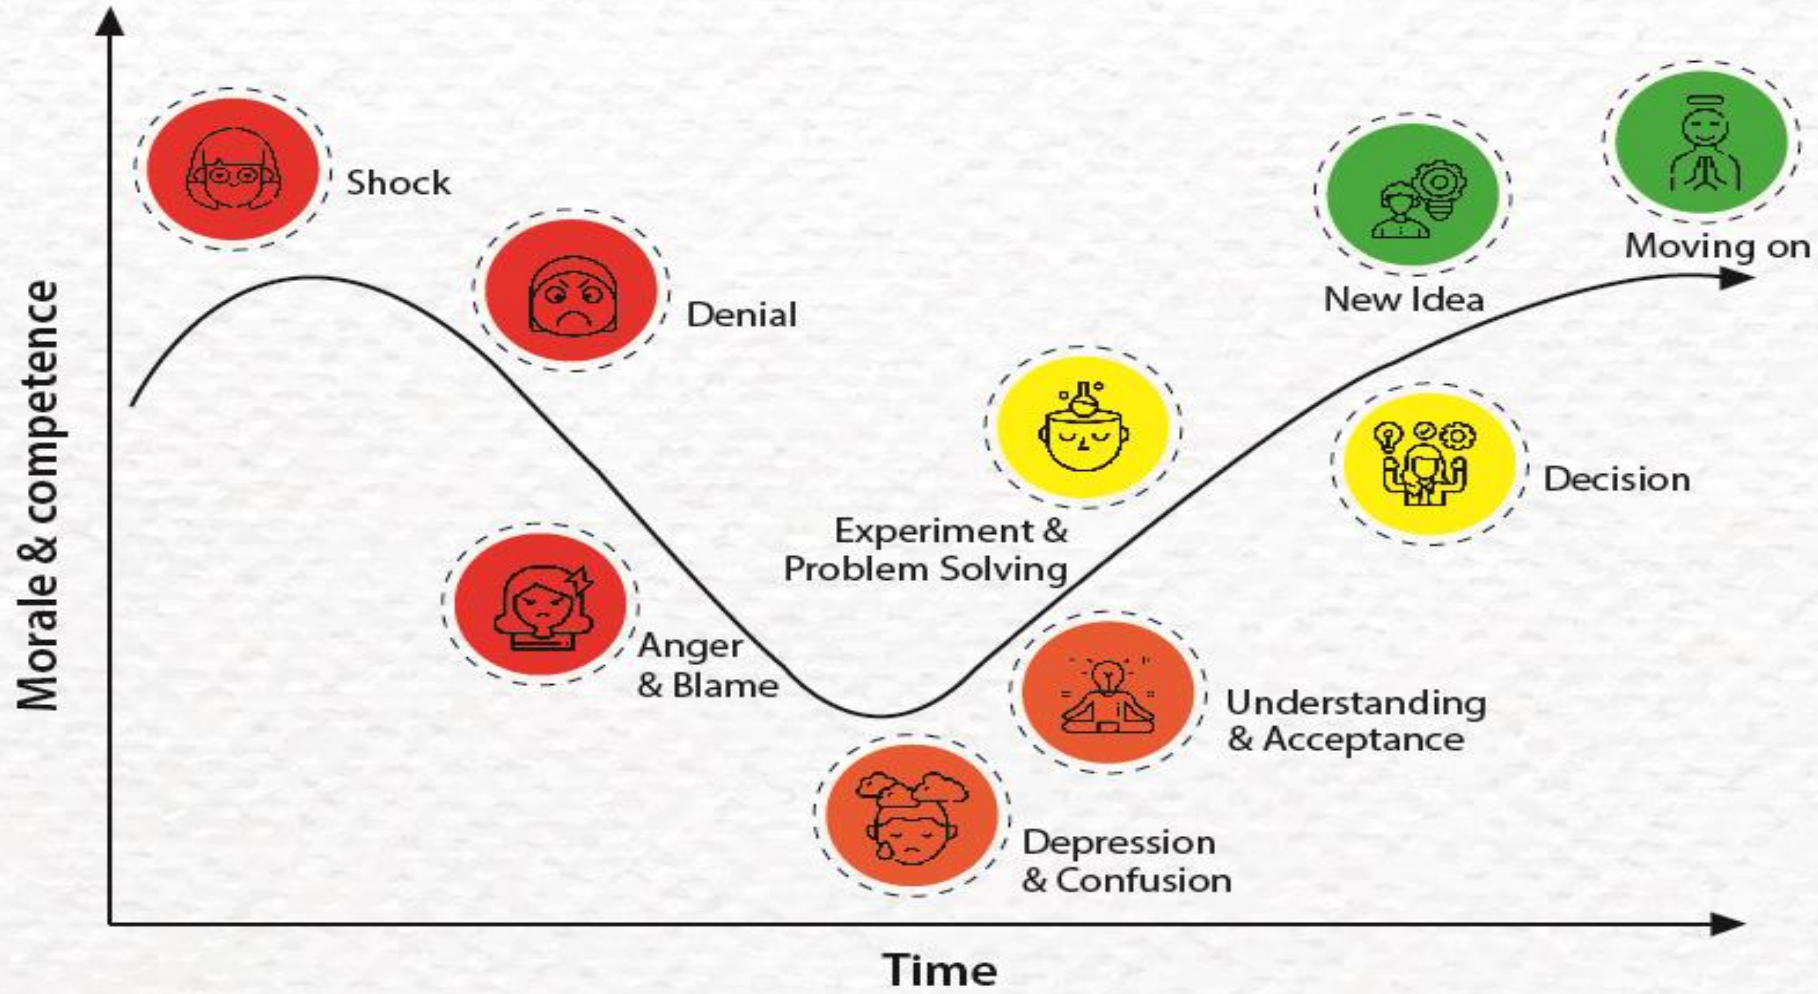 Shock
Denial
Anger
& Blame
Depression
& Confusion
Understanding
& Acceptance
Experiment &
Problem Solving
Decision
New Idea
Moving on
Morale & competence
Time